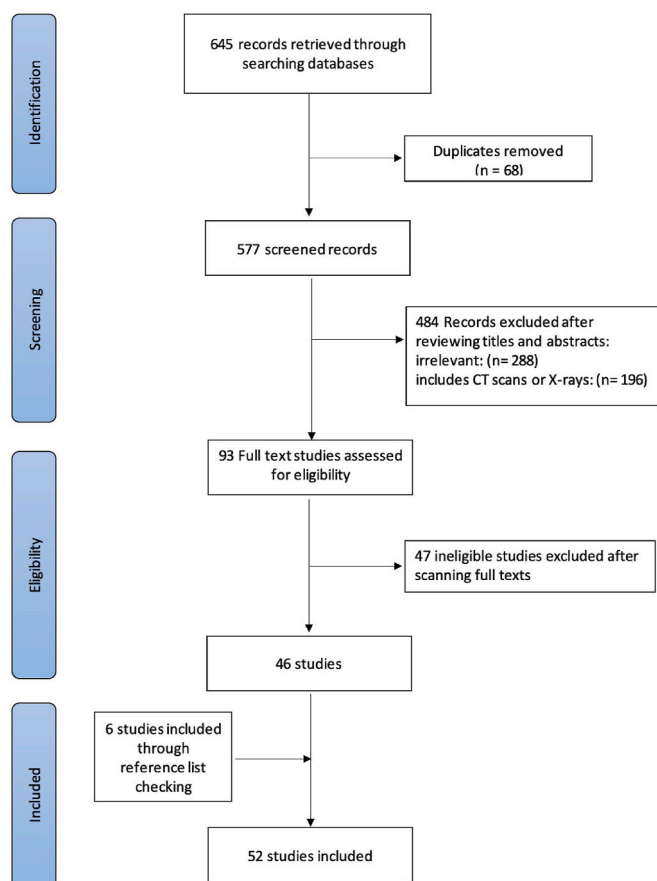 Identification
645 records retrieved through
searching databases
Duplicates removed
(n = 68)
Screening
577 screened records
484 Records excluded after
reviewing titles and abstracts:
irrelevant: (n= 288)
includes CT scans or X-rays: (n= 196)
Eligibility
93 Full text studies assessed
for eligibility
47 ineligible studies excluded after
scanning full texts
46 studies
Included
6 studies included
through
reference list
checking
52 studies included